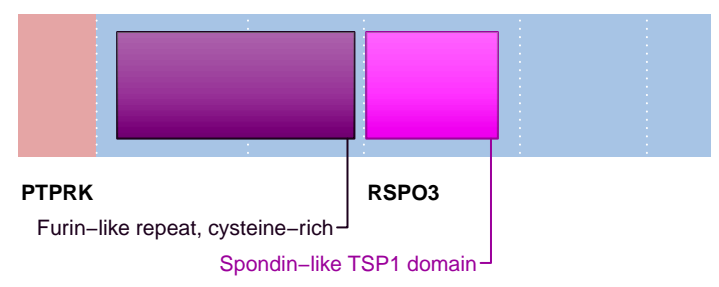 PTPRK RSPO3
Furin−like repeat, cysteine−rich
Spondin−like TSP1 domain